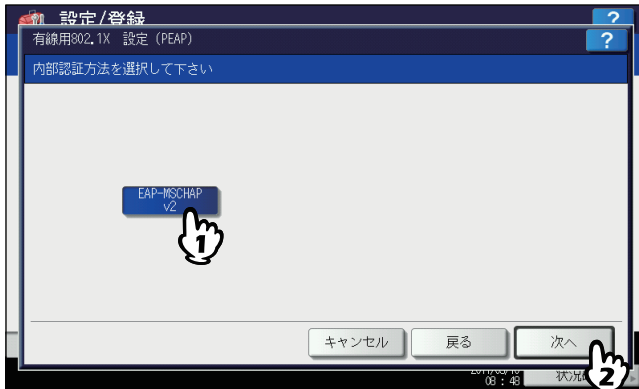 設定/登録
?
有線用802.1X 設定 (PEAP)
?
内部認証方法を選択して下さい
EAP-MSCHAP
v2
1
キャンセル
戻る
次へ
2
08 : 48
状況